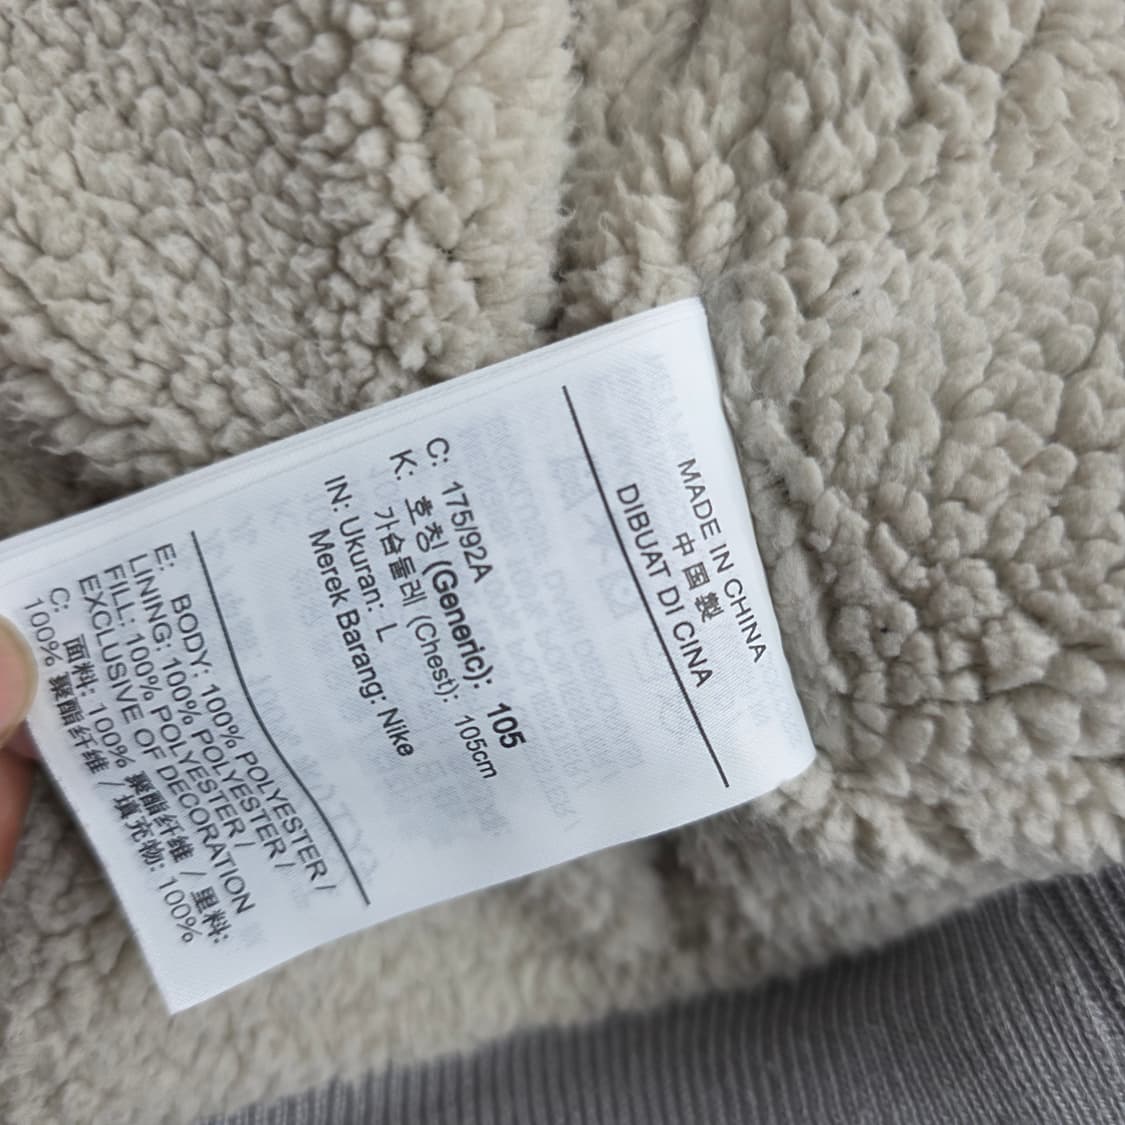 MADE IN CHINA
中国製
DIBUAT DI CINA
C: 175/92A
K: 호칭 (Generic): 105
가슴둘레 (Chest): 105cm
IN: Ukuran: L
Merek Barang: Nike
E: BODY: 100% POLYESTER /
LINING: 100% POLYESTER /
FILL: 100% POLYESTER /
EXCLUSIVE OF DECORATION
C: 面料: 100% 聚酯纤维 / 里料:
100% 聚酯纤维 / 填充物: 100%